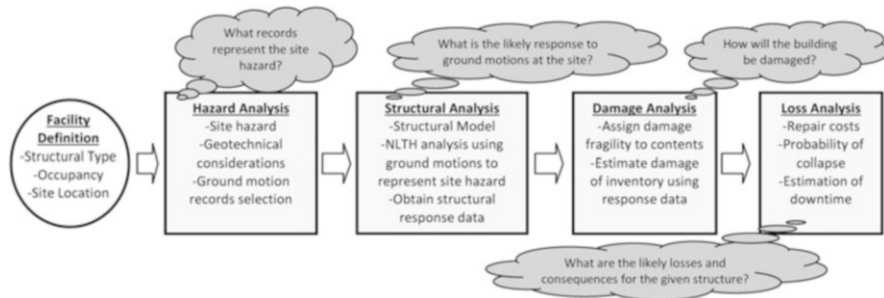 What records
represent the site
hazard?
What is the likely response to
ground motions at the site?
How will the building
be damaged?
Facility
Definition
-Structural Type
-Occupancy
-Site Location
Hazard Analysis
-Site hazard
-Geotechnical
considerations
-Ground motion
records selection
Structural Analysis
-Structural Model
-NLTH analysis using
ground motions to
represent site hazard
-Obtain structural
response data
Damage Analysis
-Assign damage
fragility to contents
-Estimate damage
of inventory using
response data
Loss Analysis
-Repair costs
-Probability of
collapse
-Estimation of
downtime
What are the likely losses and
consequences for the given structure?